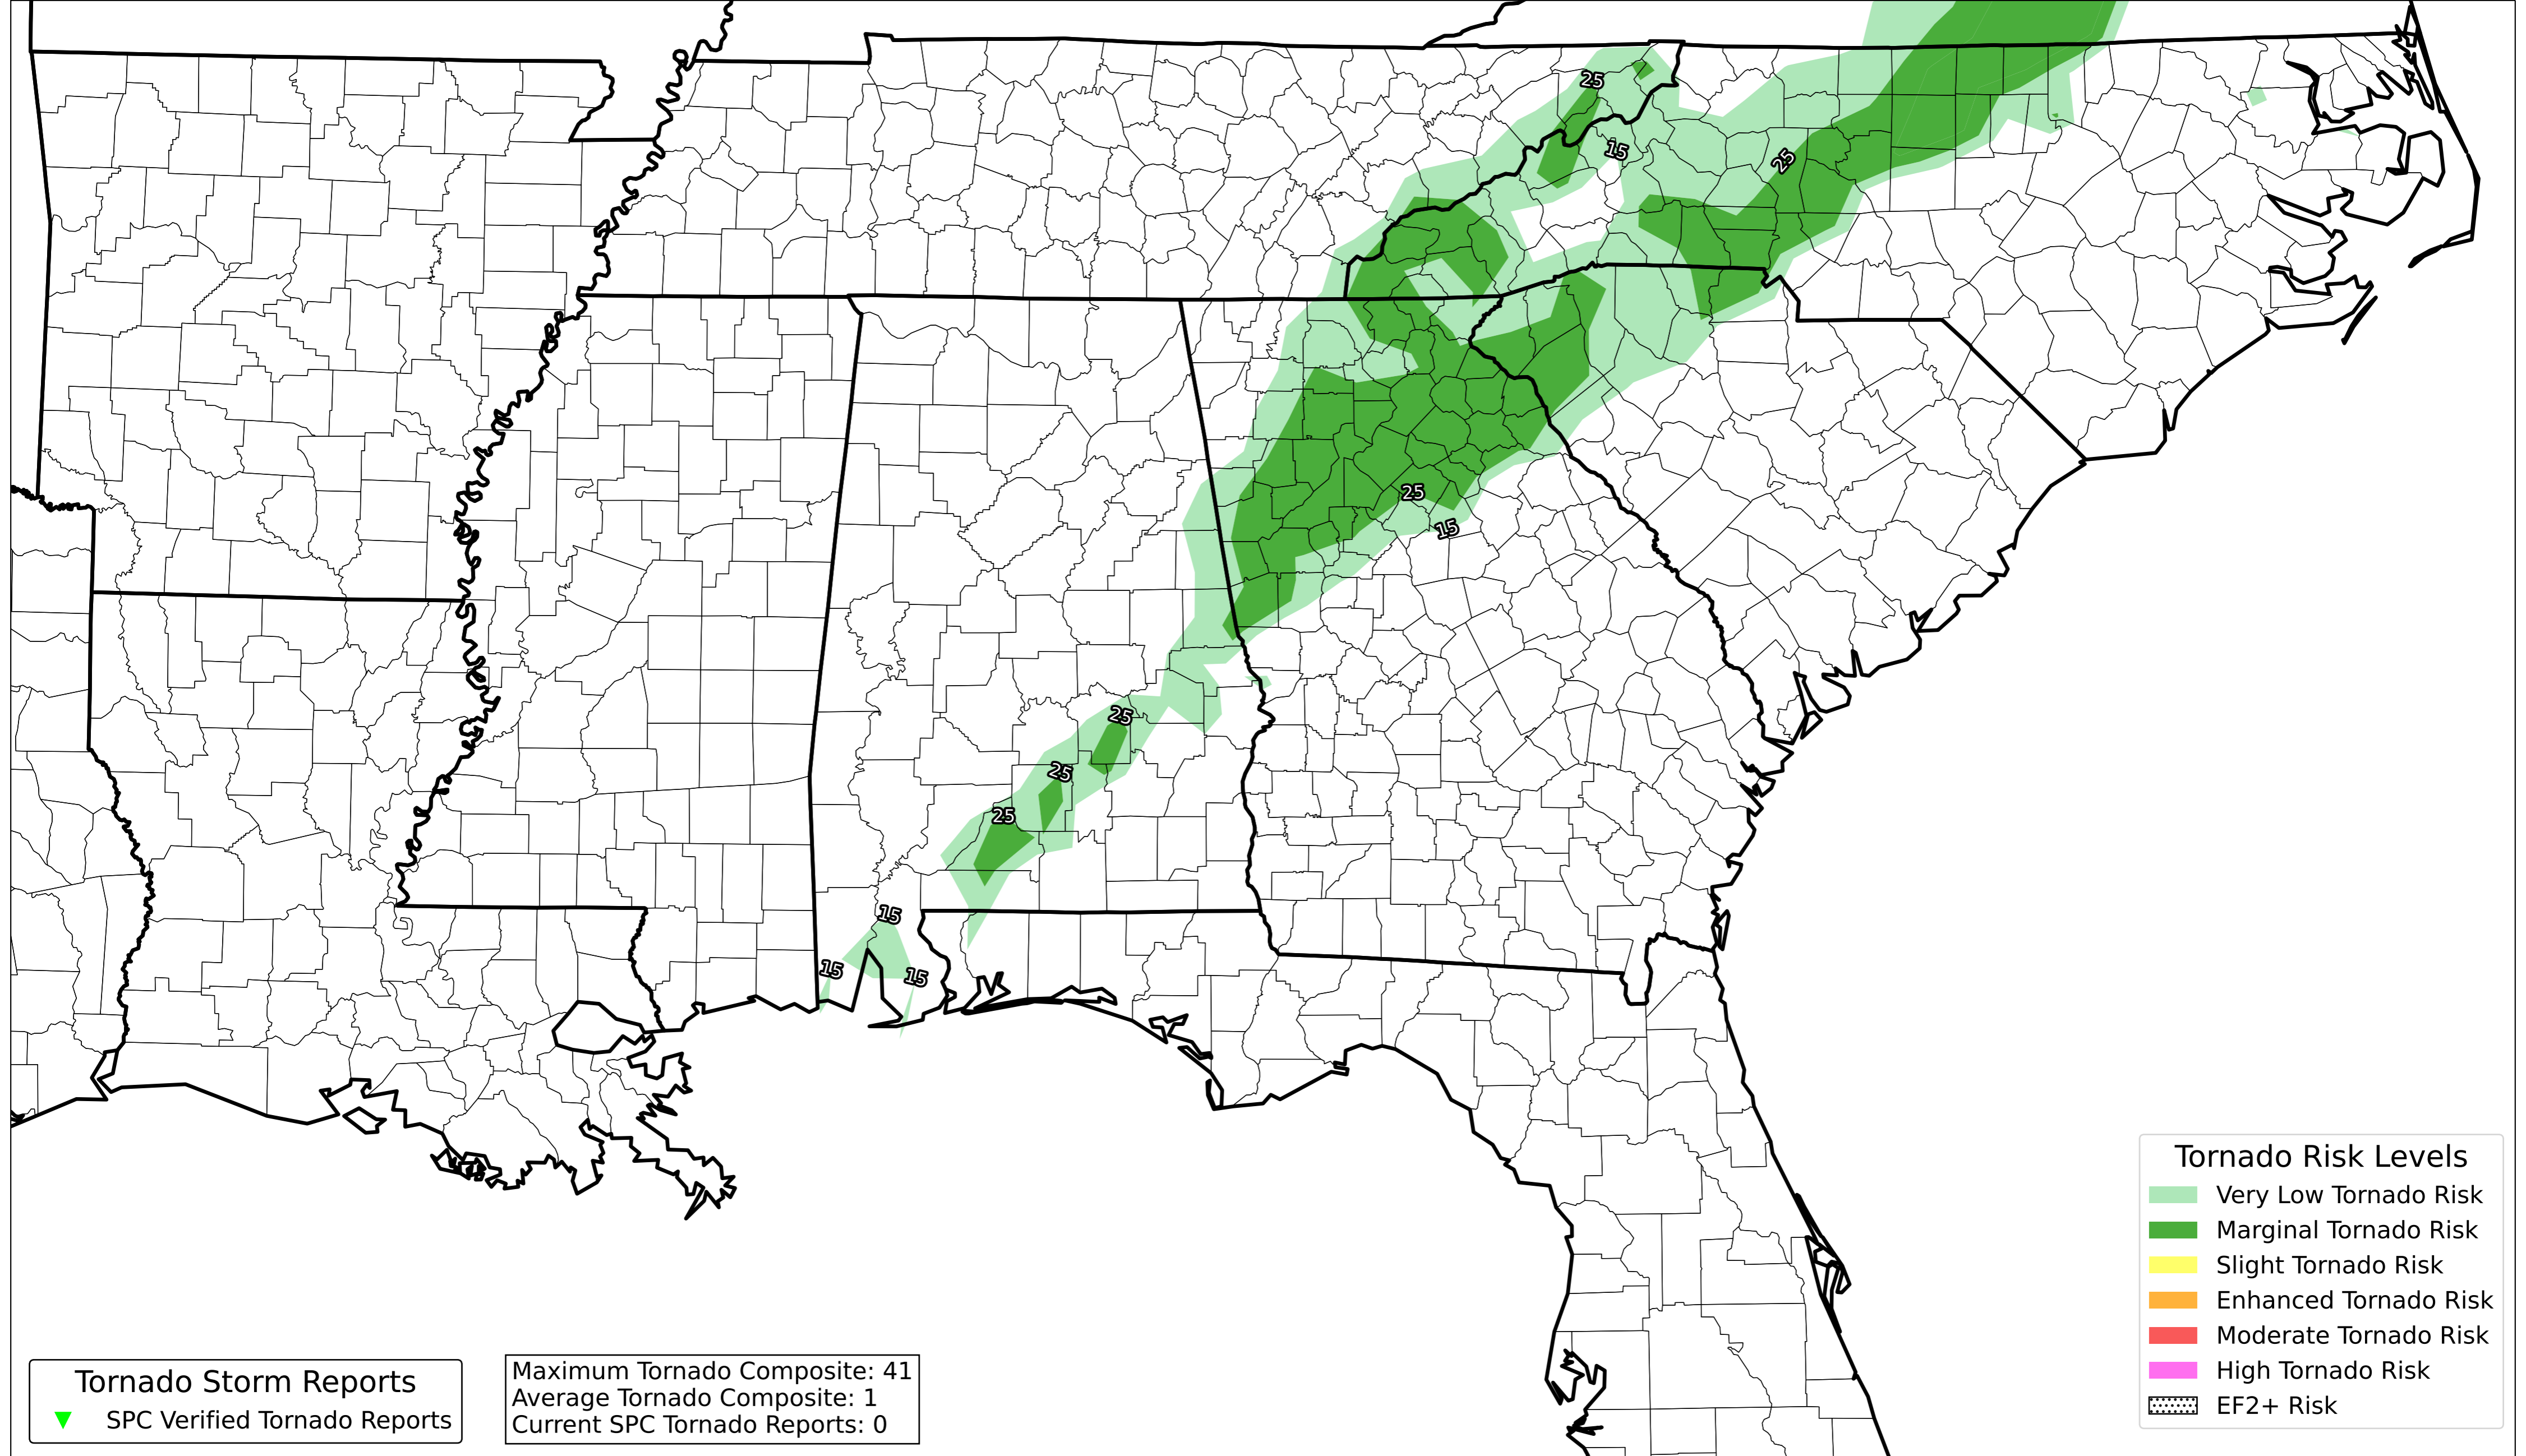 25
15
25
25
15
25
25
25
15
15
15
Tornado Risk Levels
Very Low Tornado Risk
Marginal Tornado Risk
Slight Tornado Risk
Enhanced Tornado Risk
Moderate Tornado Risk
High Tornado Risk
EF2+ Risk
Tornado Storm Reports
SPC Verified Tornado Reports
Maximum Tornado Composite: 41
Average Tornado Composite: 1
Current SPC Tornado Reports: 0